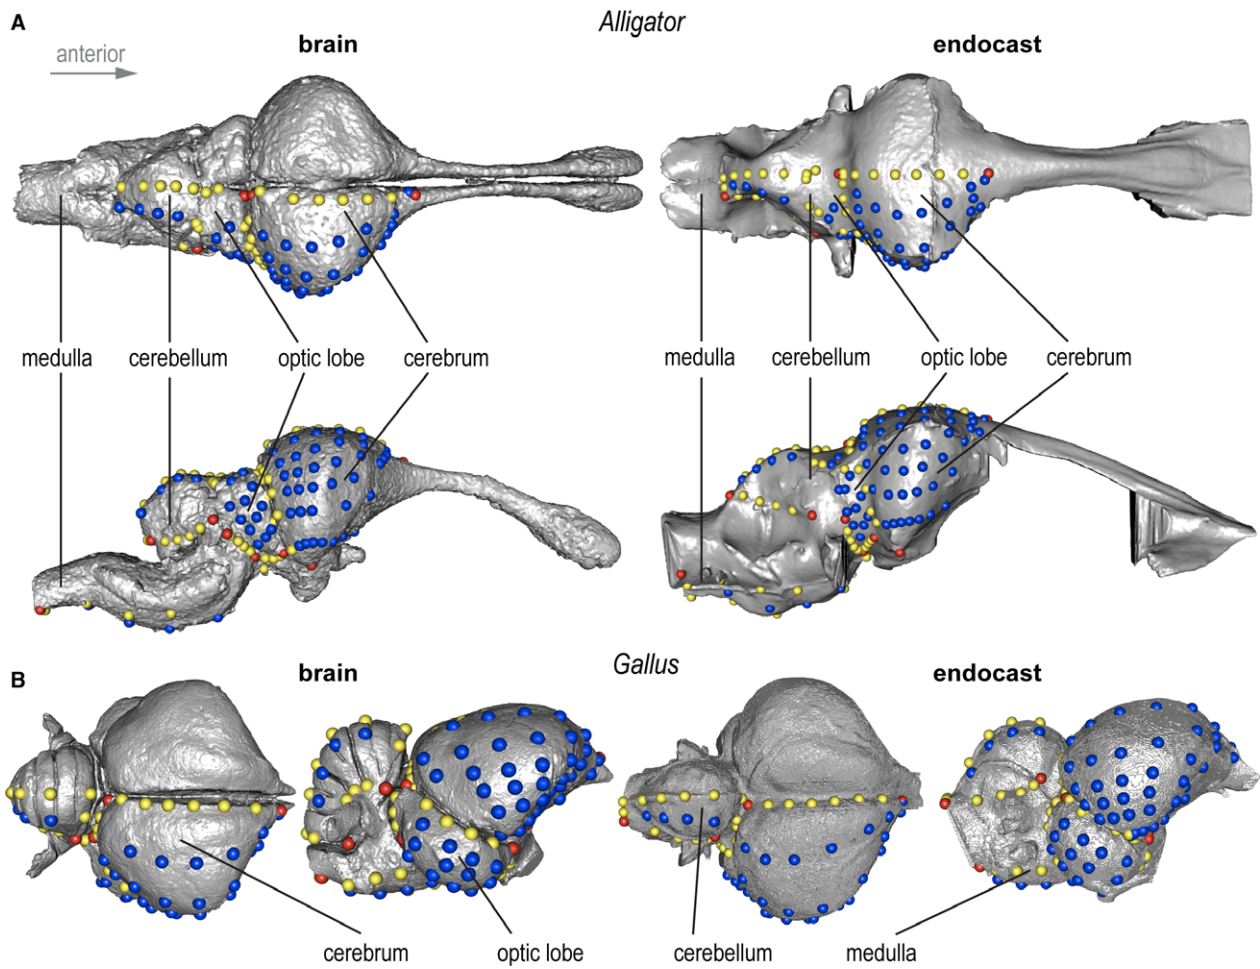 A
Alligator
anterior
brain
endocast
medulla cerebellum optic lobe cerebrum
medulla cerebellum optic lobe cerebrum
B
Gallus
brain
endocast
cerebrum optic lobe cerebellum medulla